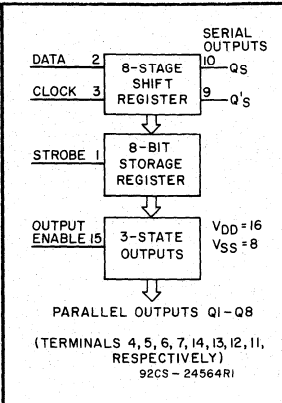 SERIAL
OUTPUTS
DATA 2
8-STAGE
SHIFT
REGISTER
10 QS
CLOCK 3
9 Q'S
STROBE 1
8-BIT
STORAGE
REGISTER
OUTPUT
ENABLE 15
3-STATE
OUTPUTS
VDD = 16
VSS = 8
PARALLEL OUTPUTS Q1-Q8
(TERMINALS 4, 5, 6, 7, 14, 13, 12, 11,
RESPECTIVELY)
92CS-24564R1